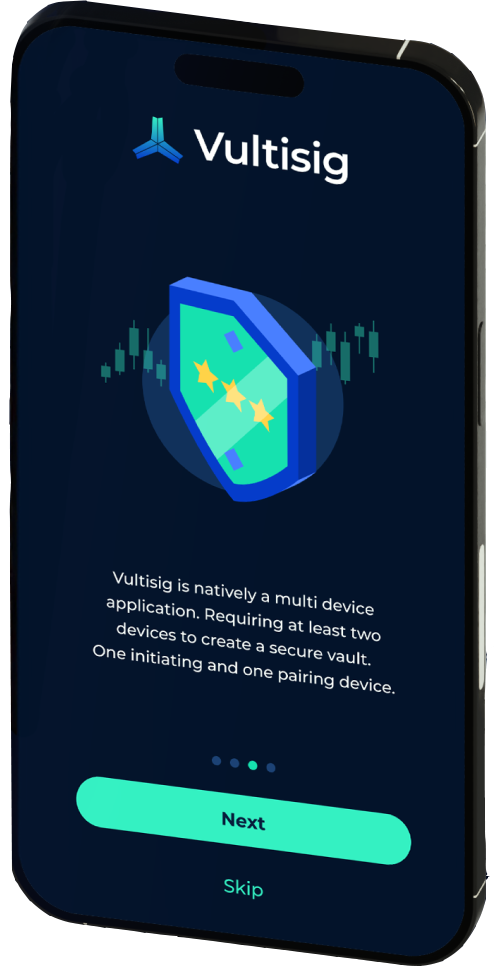 Vultisig
Vultisig is natively a multi device
application. Requiring at least two
devices to create a secure vault.
One initiating and one pairing device.
Next
Skip